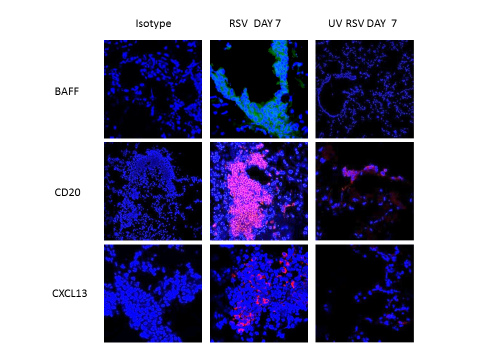 Isotype RSV DAY 7 UV RSV DAY 7
BAFF
CD20
CXCL13